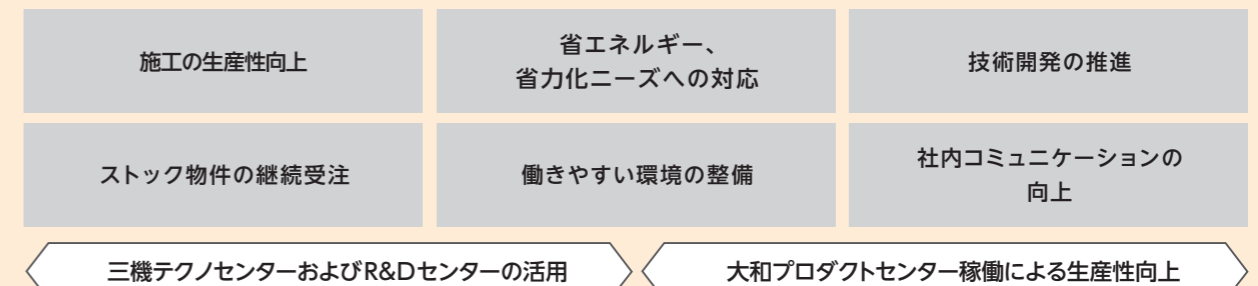 施工の生産性向上
省エネルギー、
省力化ニーズへの対応
技術開発の推進
ストック物件の継続受注
働きやすい環境の整備
社内コミュニケーションの
向上
三機テクノセンターおよびR&Dセンターの活用
大和プロダクトセンター稼働による生産性向上